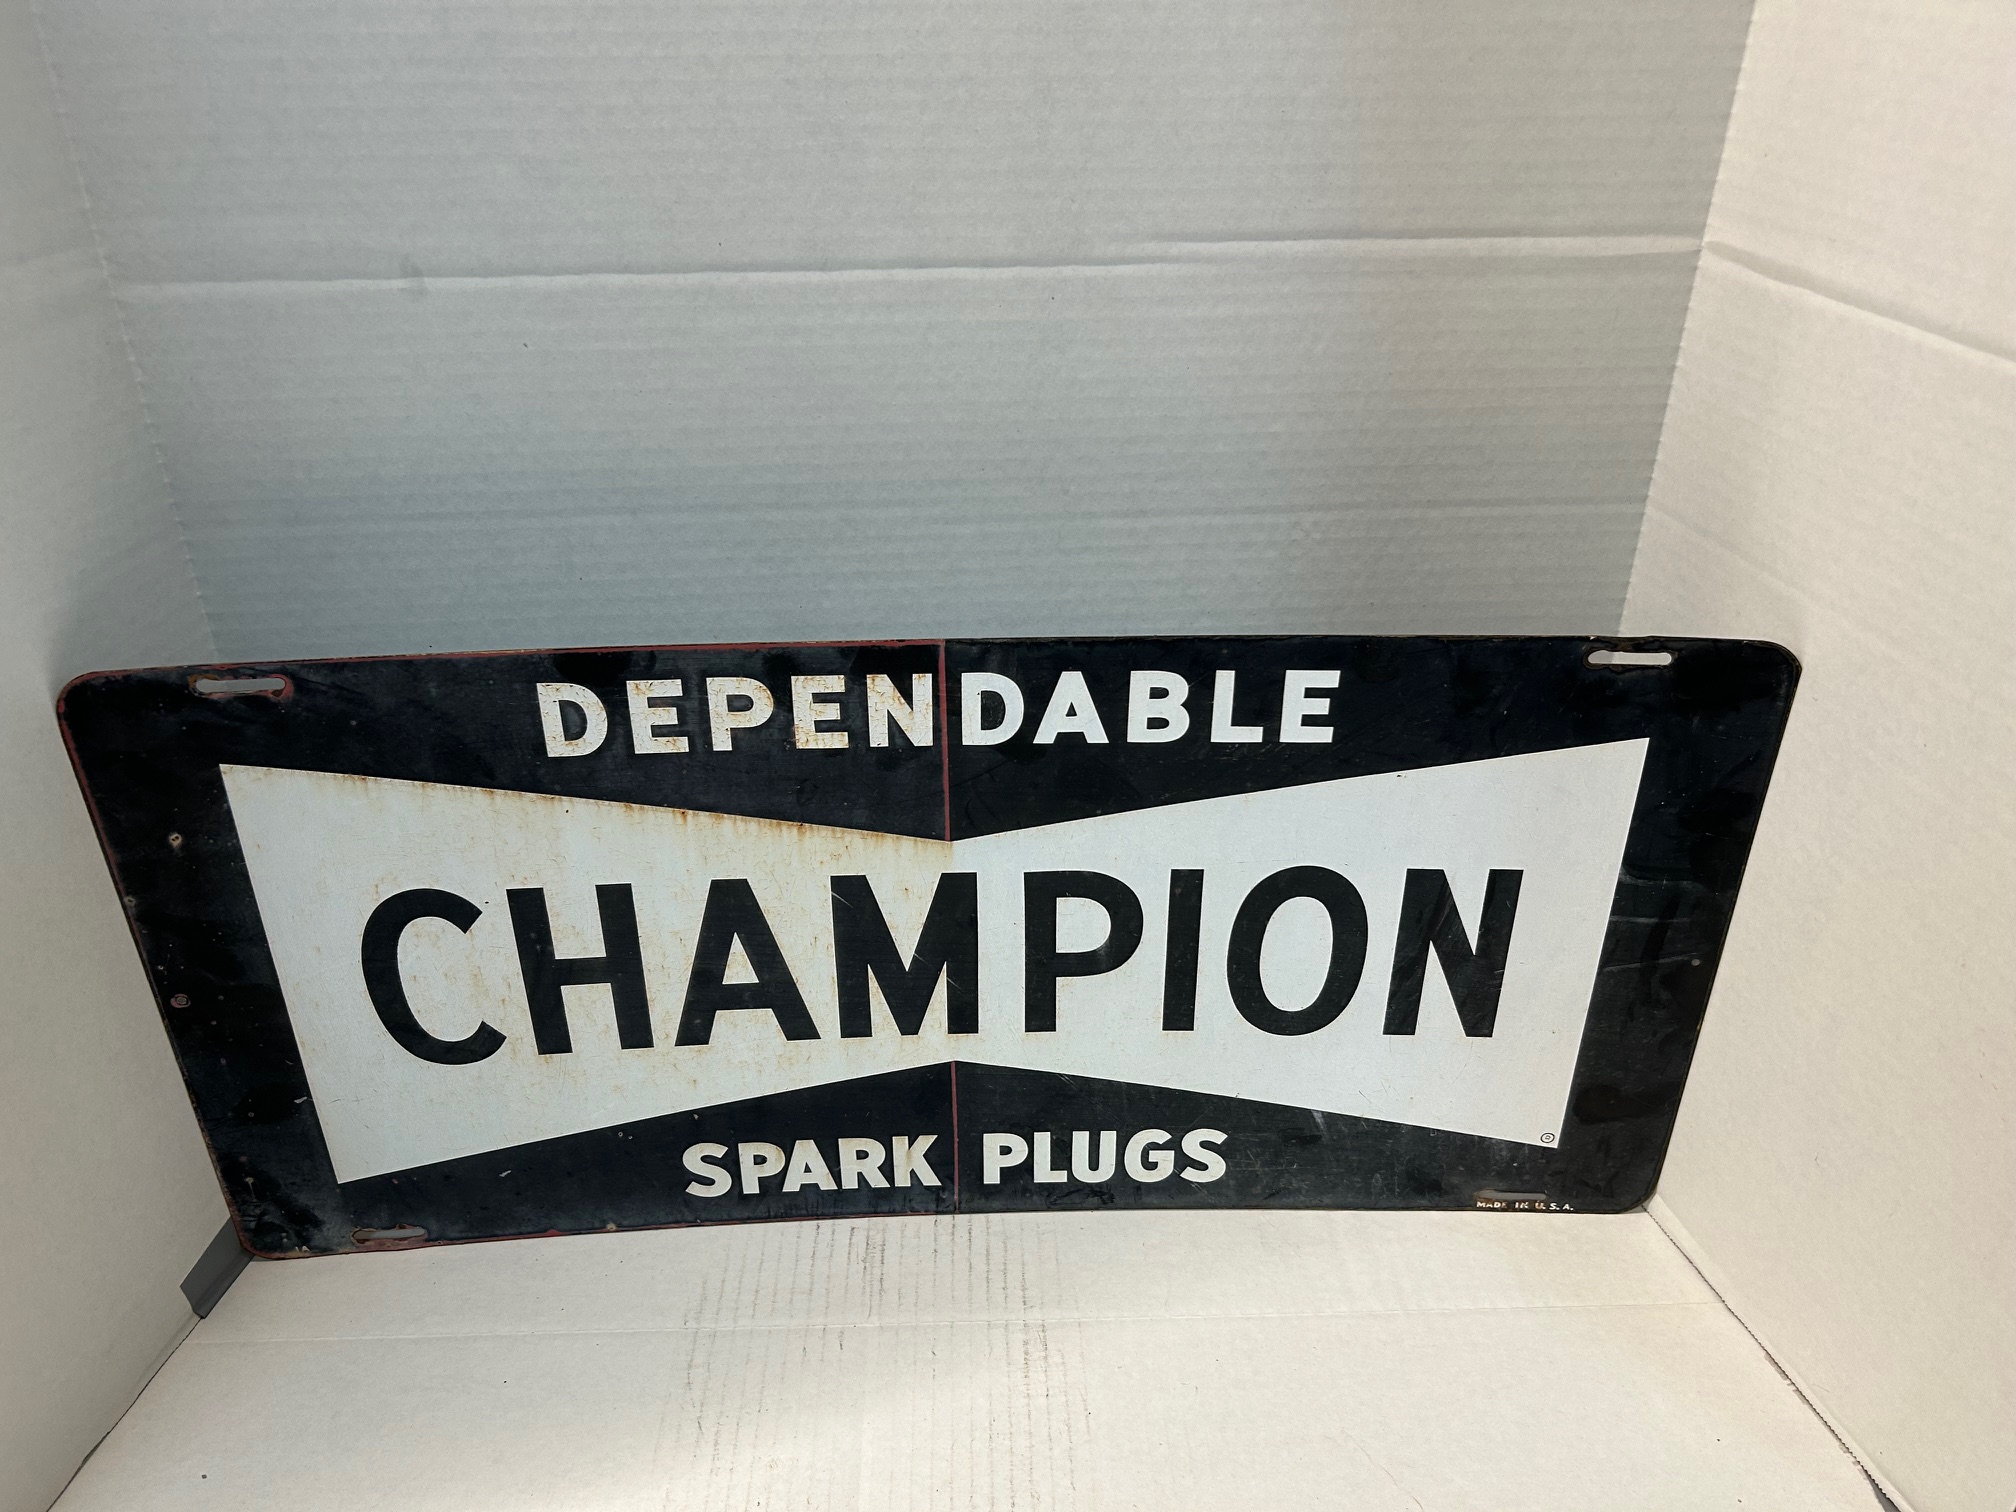 DEPENDABLE
CHAMPION
SPARK PLUGS
®
MADE IN U.S.A.